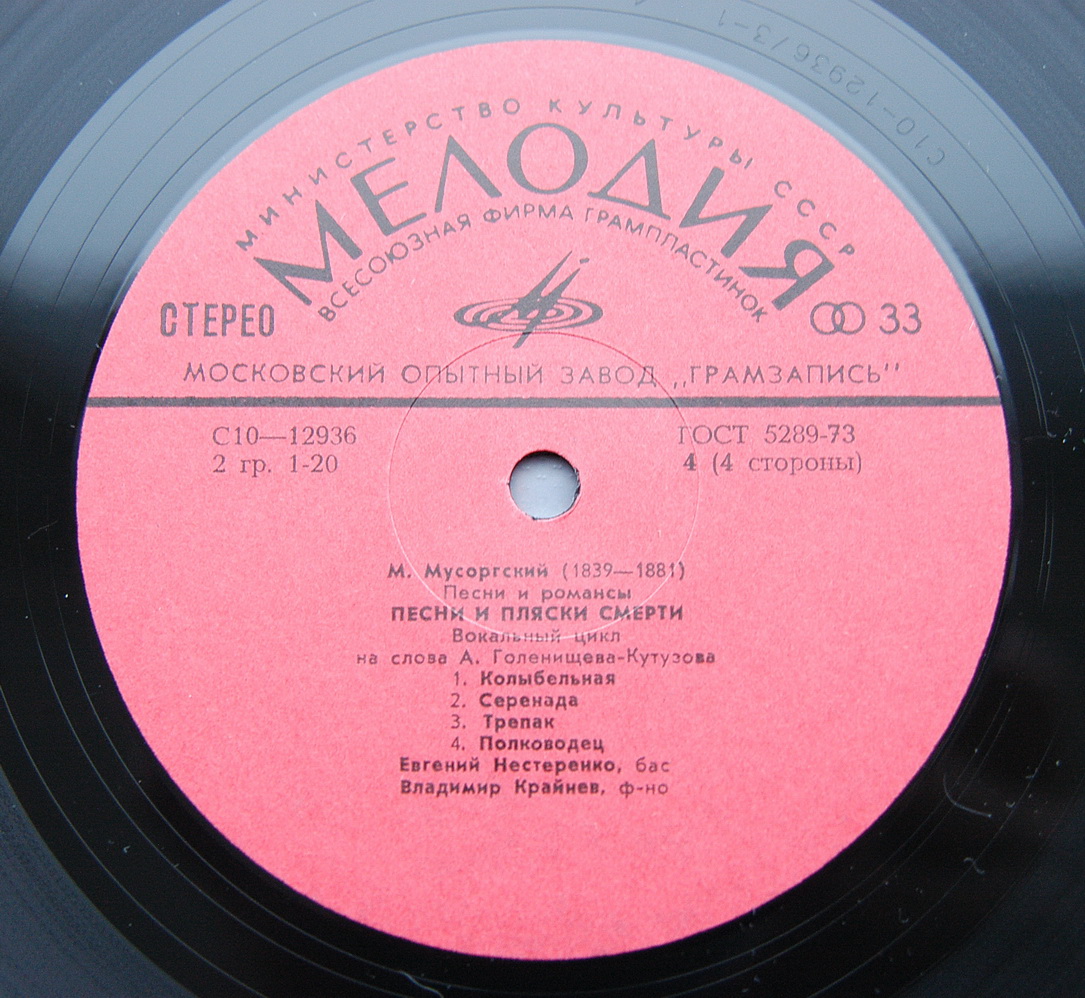 С10-12936/3-1
МИНИСТЕРСТВО КУЛЬТУРЫ СССР
МЕЛОДИЯ
ВСЕСОЮЗНАЯ ФИРМА ГРАМПЛАСТИНОК
СТЕРЕО
33
МОСКОВСКИЙ ОПЫТНЫЙ ЗАВОД „ГРАМЗАПИСЬ"
С10—12936
ГОСТ 5289-73
2 гр. 1-20
4 (4 стороны)
М. Мусоргский (1839—1881)
Песни и романсы
ПЕСНИ И ПЛЯСКИ СМЕРТИ
Вокальный цикл
на слова А. Голенищева-Кутузова
1. Колыбельная
2. Серенада
3. Трепак
4. Полководец
Евгений Нестеренко, бас
Владимир Крайнев, ф-но